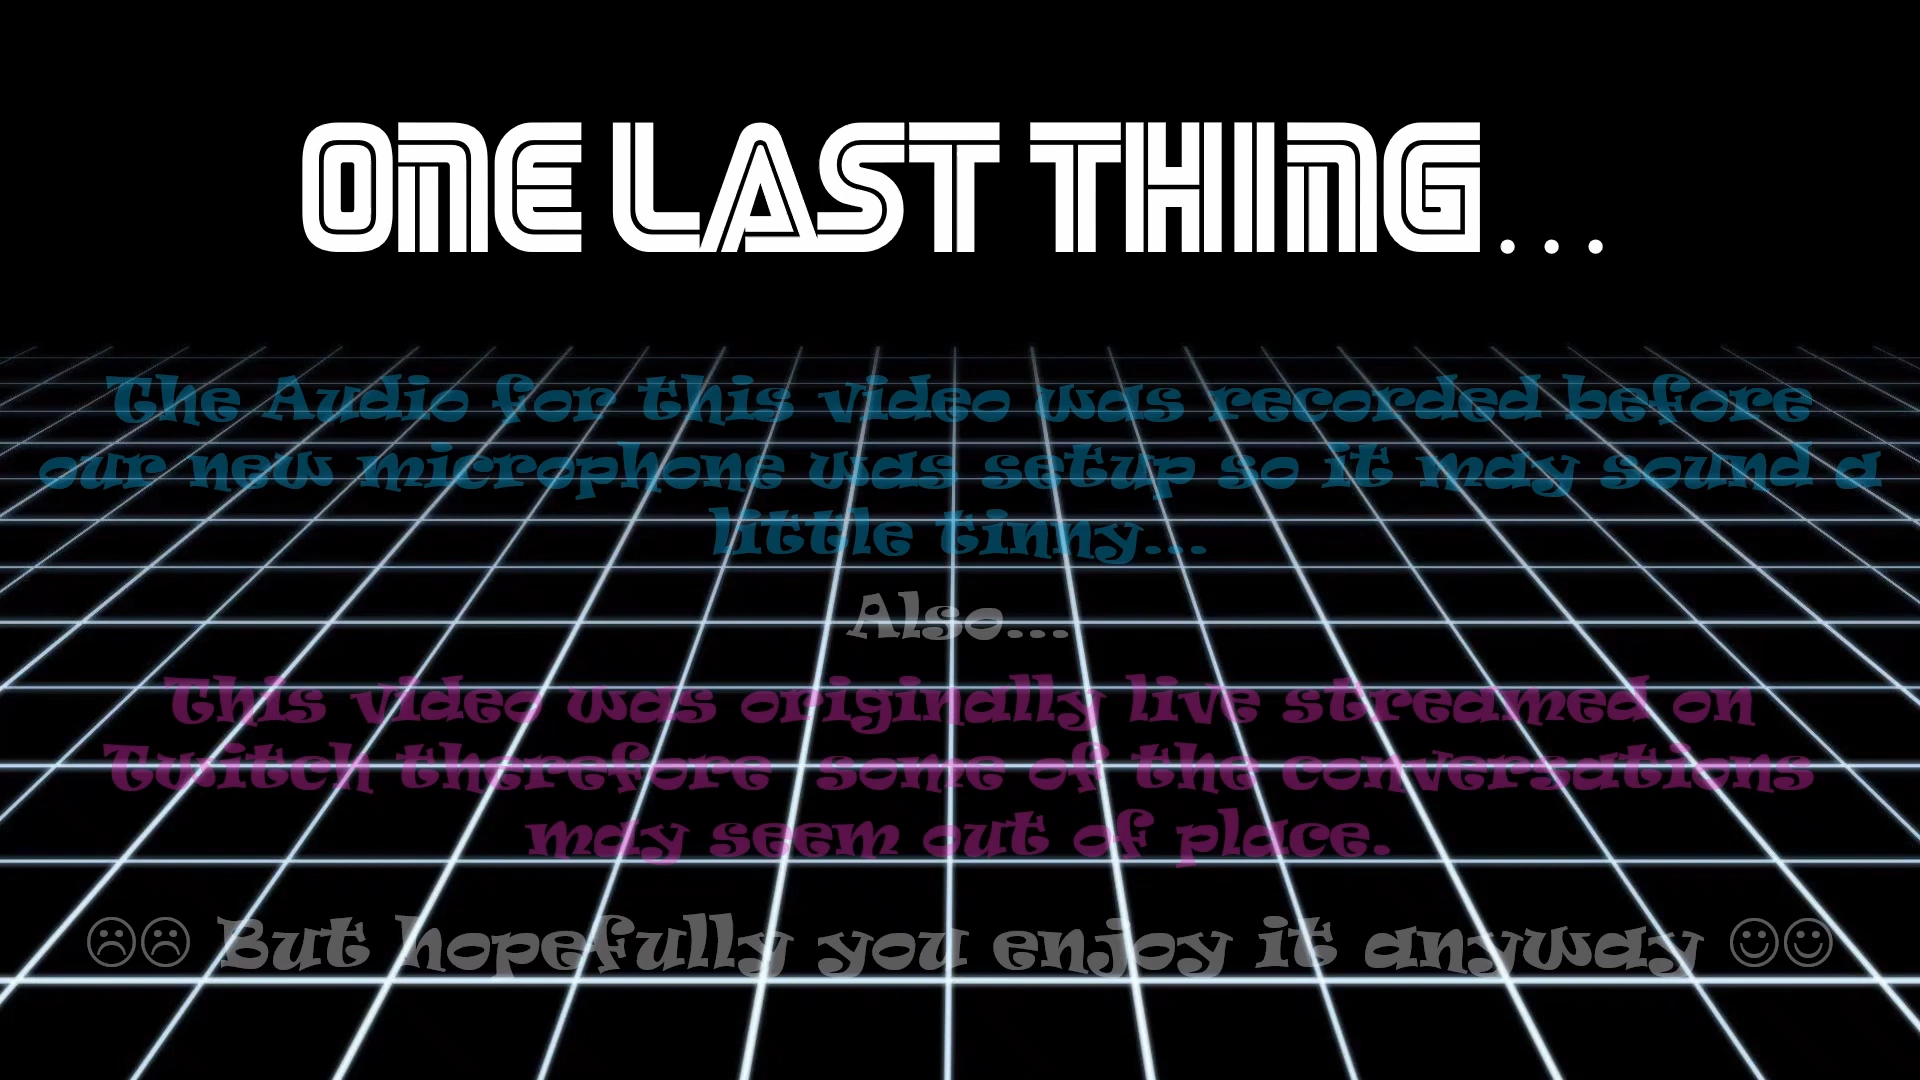 ONE LAST THING...
The Audio for this video was recorded before
our new microphone was setup so it may sound a
little tinny...
Also...
This video was originally live streamed on
Twitch therefore some of the conversations
may seem out of place.
☹☹ But hopefully you enjoy it anyway ☺☺